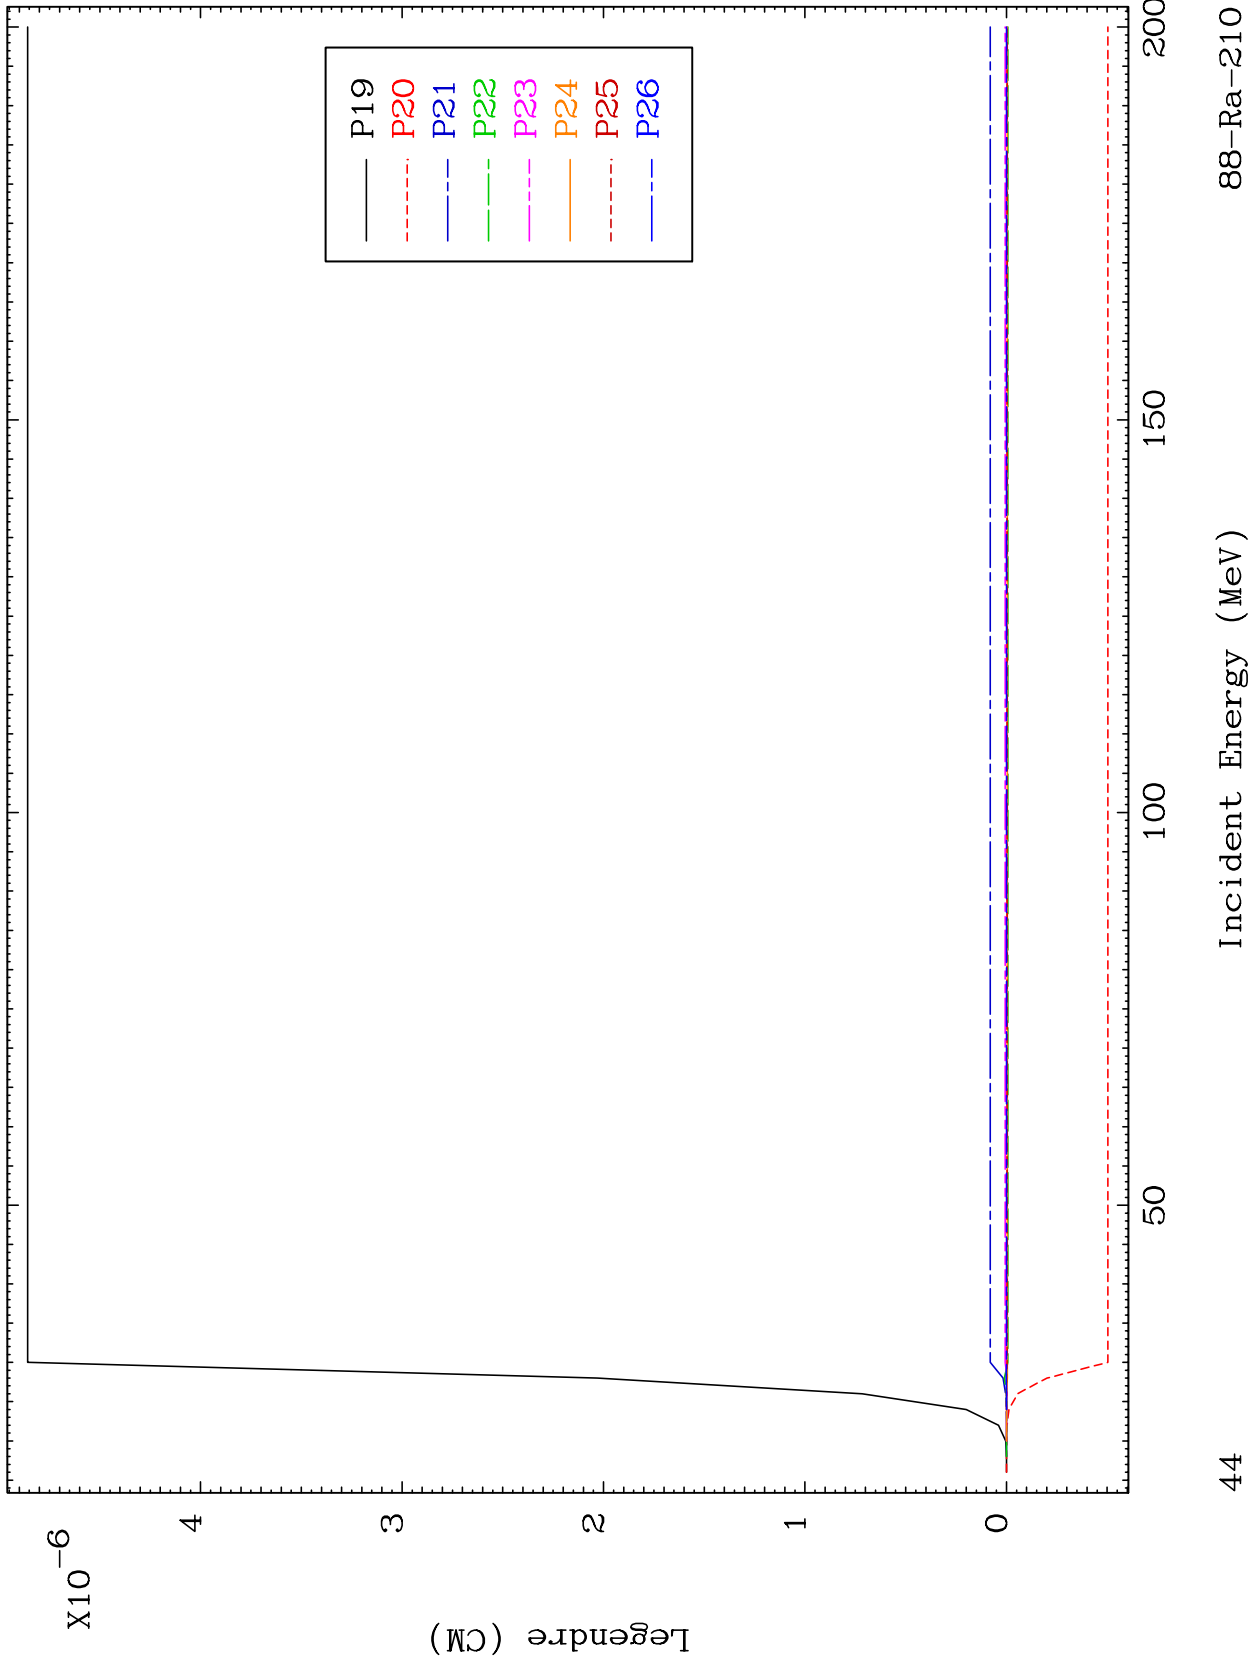 X10-6
Legendre (CM)
4
3
2
1
0
P19
P20
P21
P22
P23
P24
P25
P26
50
100
150
200
Incident Energy (MeV)
44
88-Ra-210